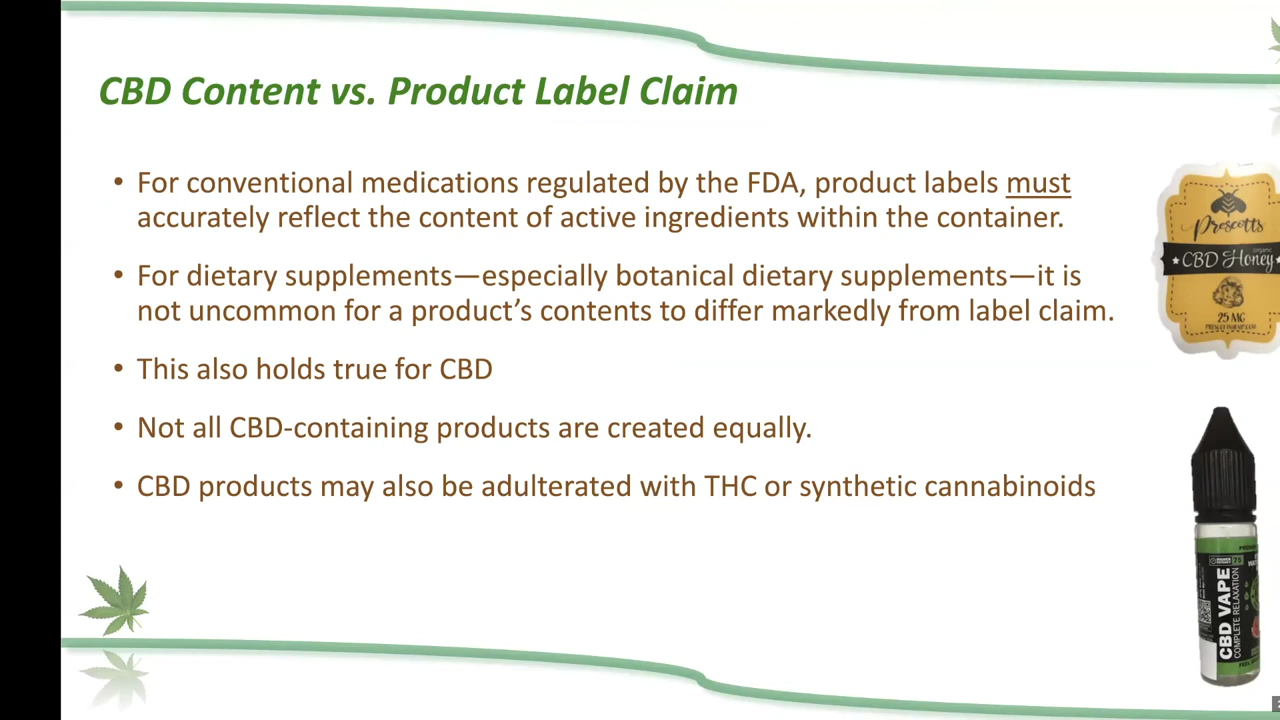 CBD Content vs. Product Label Claim
• For conventional medications regulated by the FDA, product labels must
accurately reflect the content of active ingredients within the container.
• For dietary supplements—especially botanical dietary supplements—it is
not uncommon for a product’s contents to differ markedly from label claim.
• This also holds true for CBD
• Not all CBD-containing products are created equally.
• CBD products may also be adulterated with THC or synthetic cannabinoids
Prescotts
organic
CBD Honey
25 MG
CBD VAPE
COMPLETE RELAXATION